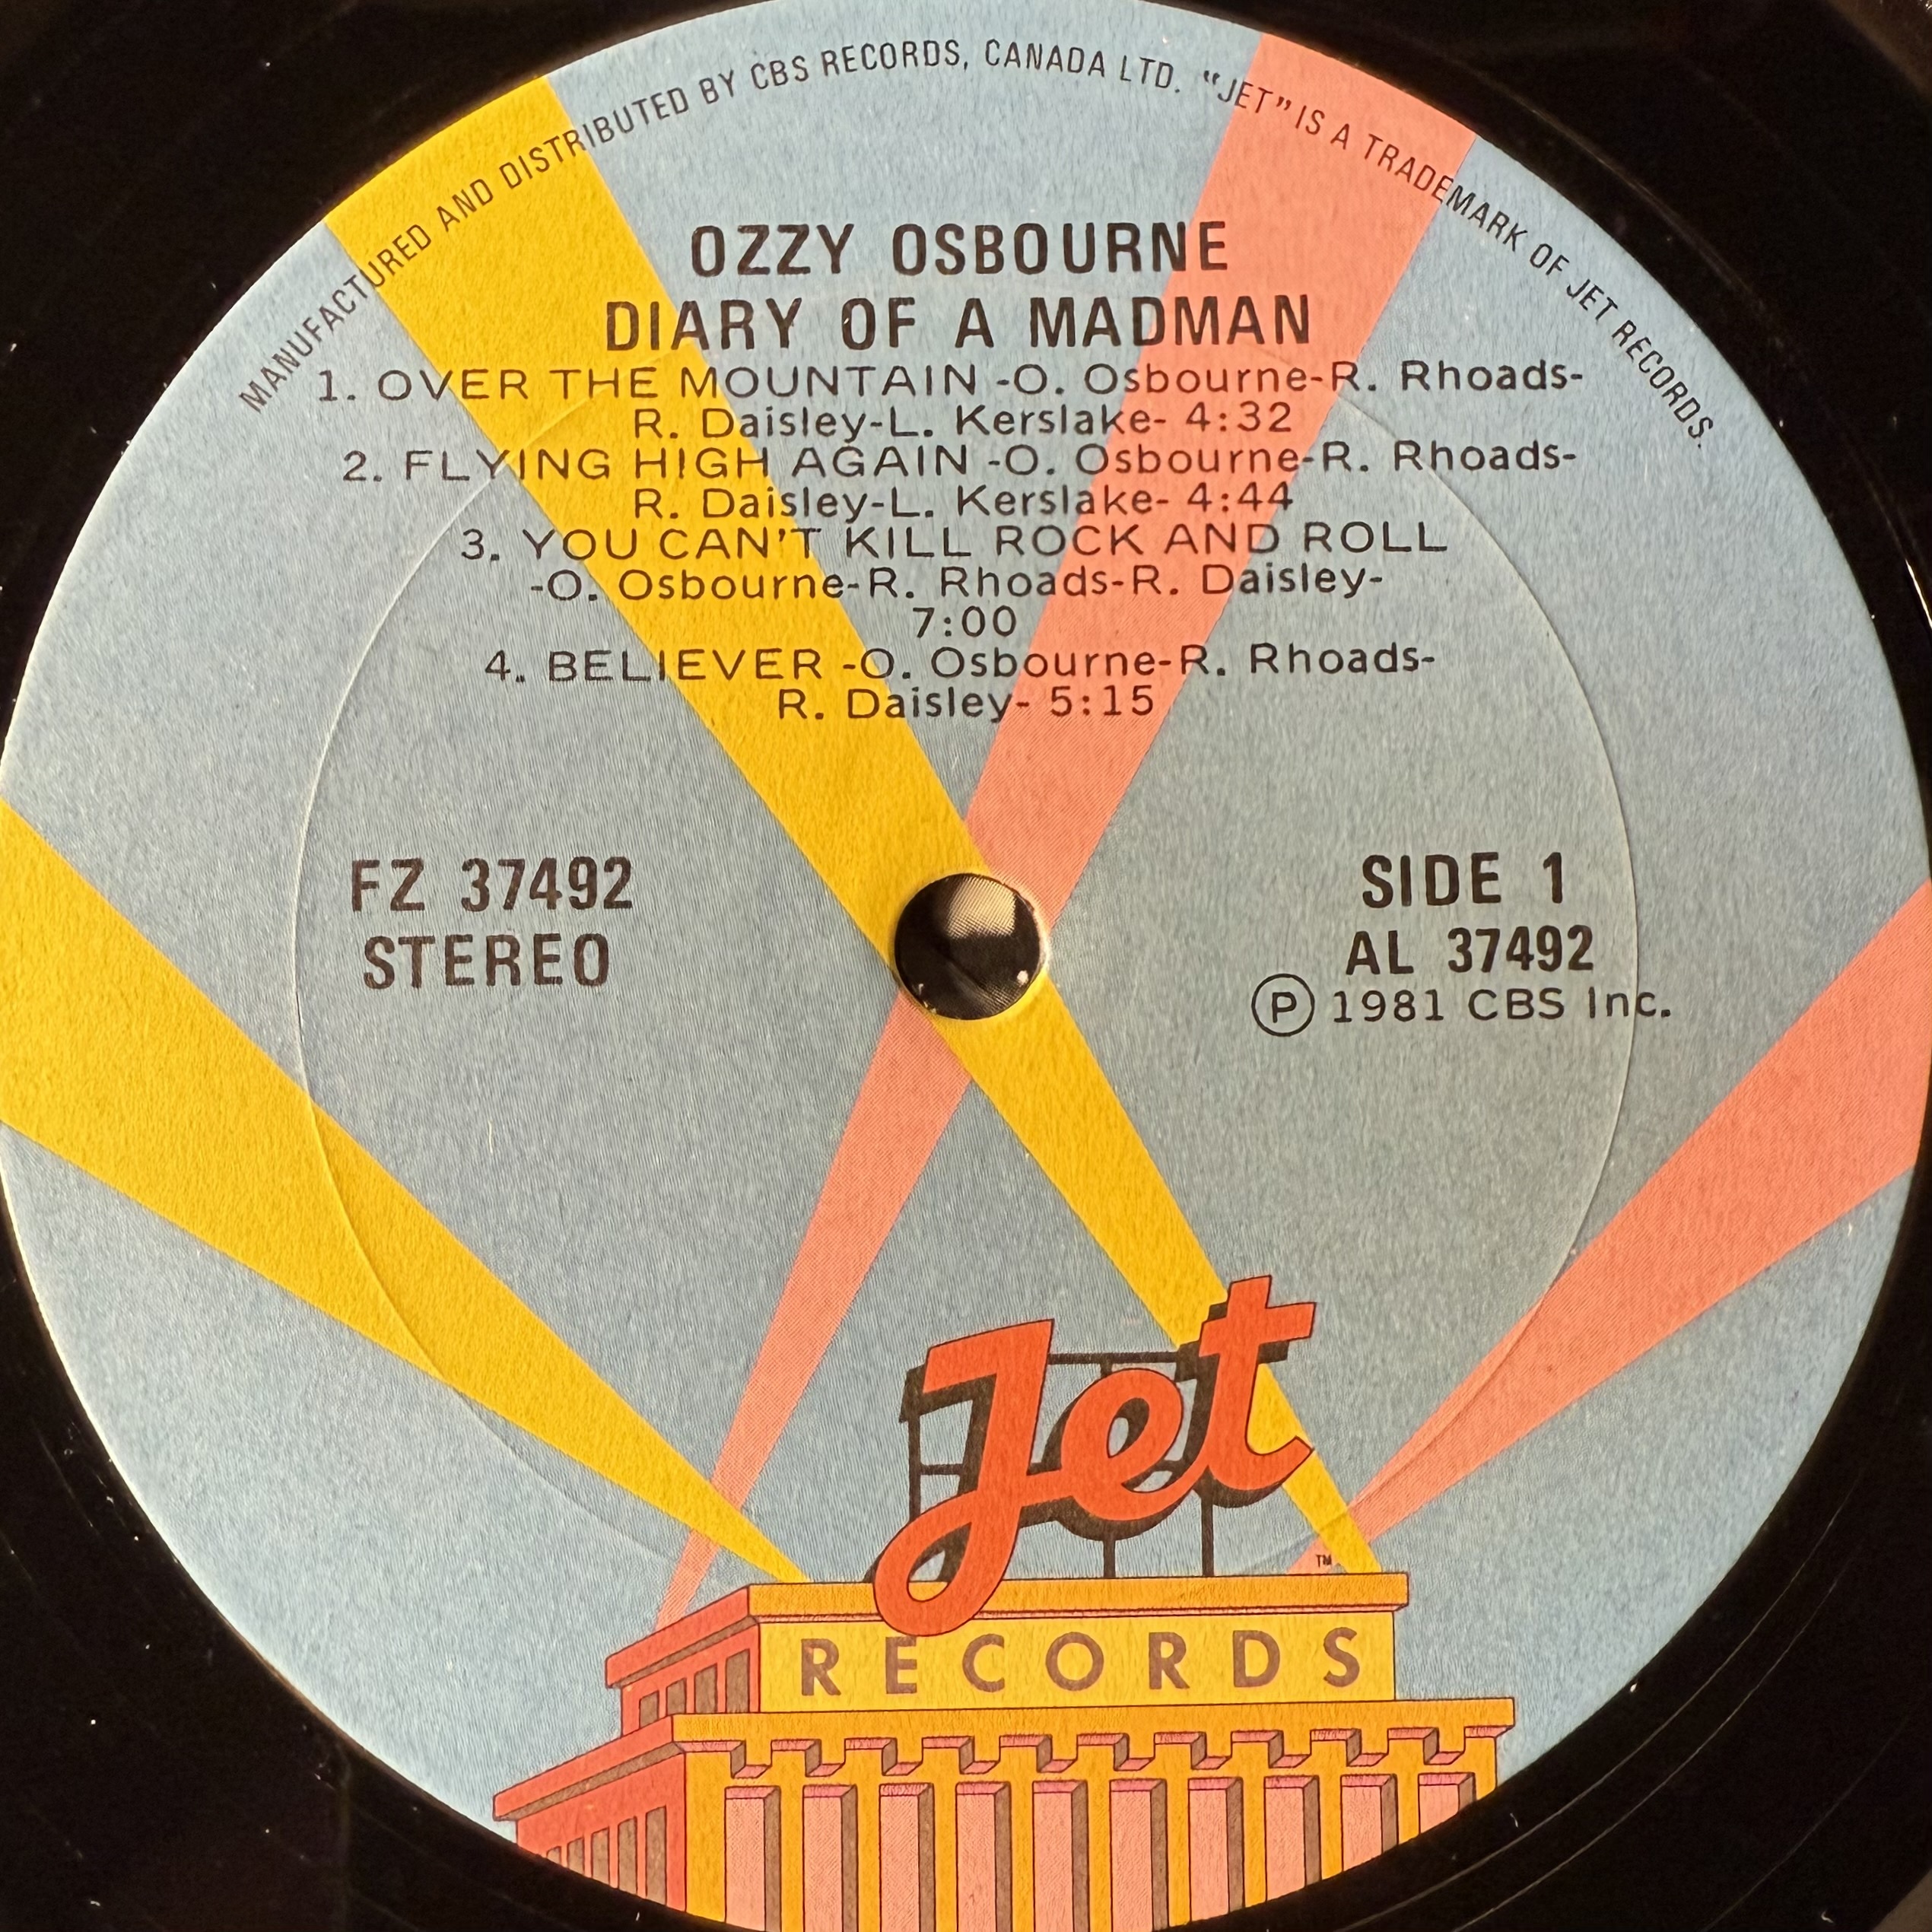 MANUFACTURED AND DISTRIBUTED BY CBS RECORDS, CANADA LTD. "JET" IS A TRADEMARK OF JET RECORDS.
OZZY OSBOURNE
DIARY OF A MADMAN
1. OVER THE MOUNTAIN -O. Osbourne-R. Rhoads-
R. Daisley-L. Kerslake- 4:32
2. FLYING HIGH AGAIN -O. Osbourne-R. Rhoads-
R. Daisley-L. Kerslake- 4:44
3. YOU CAN'T KILL ROCK AND ROLL
-O. Osbourne-R. Rhoads-R. Daisley-
7:00
4. BELIEVER -O. Osbourne-R. Rhoads-
R. Daisley- 5:15
FZ 37492
STEREO
SIDE 1
AL 37492
Ⓟ 1981 CBS Inc.
Jet
TM
RECORDS